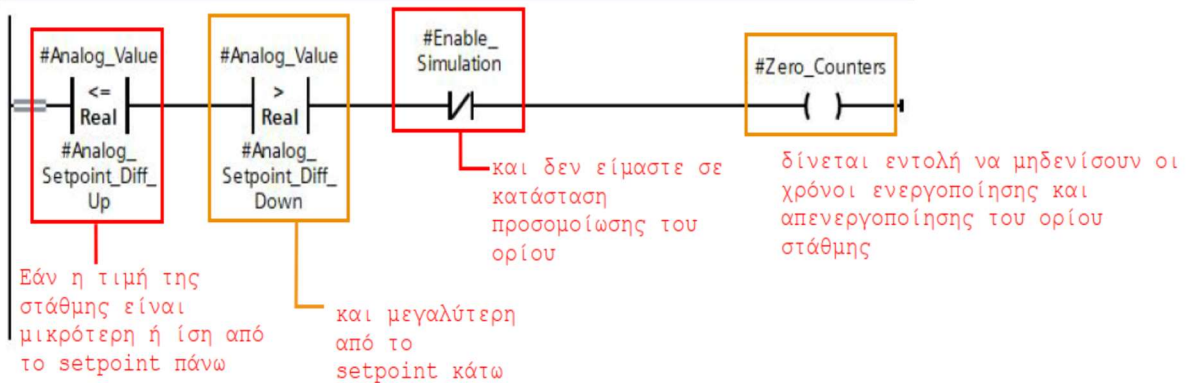 #Analog_Value
<=
Real
#Analog_
Setpoint_Diff_
Up
#Analog_Value
>
Real
#Analog_
Setpoint_Diff_
Down
#Enable_
Simulation
#Zero_Counters
Εάν η τιμή της
στάθμης είναι
μικρότερη ή ίση από
το setpoint πάνω
και μεγαλύτερη
από το
setpoint κάτω
και δεν είμαστε σε
κατάσταση
προσομοίωσης του
ορίου
δίνεται εντολή να μηδενίσουν οι
χρόνοι ενεργοποίησης και
απενεργοποίησης του ορίου
στάθμης